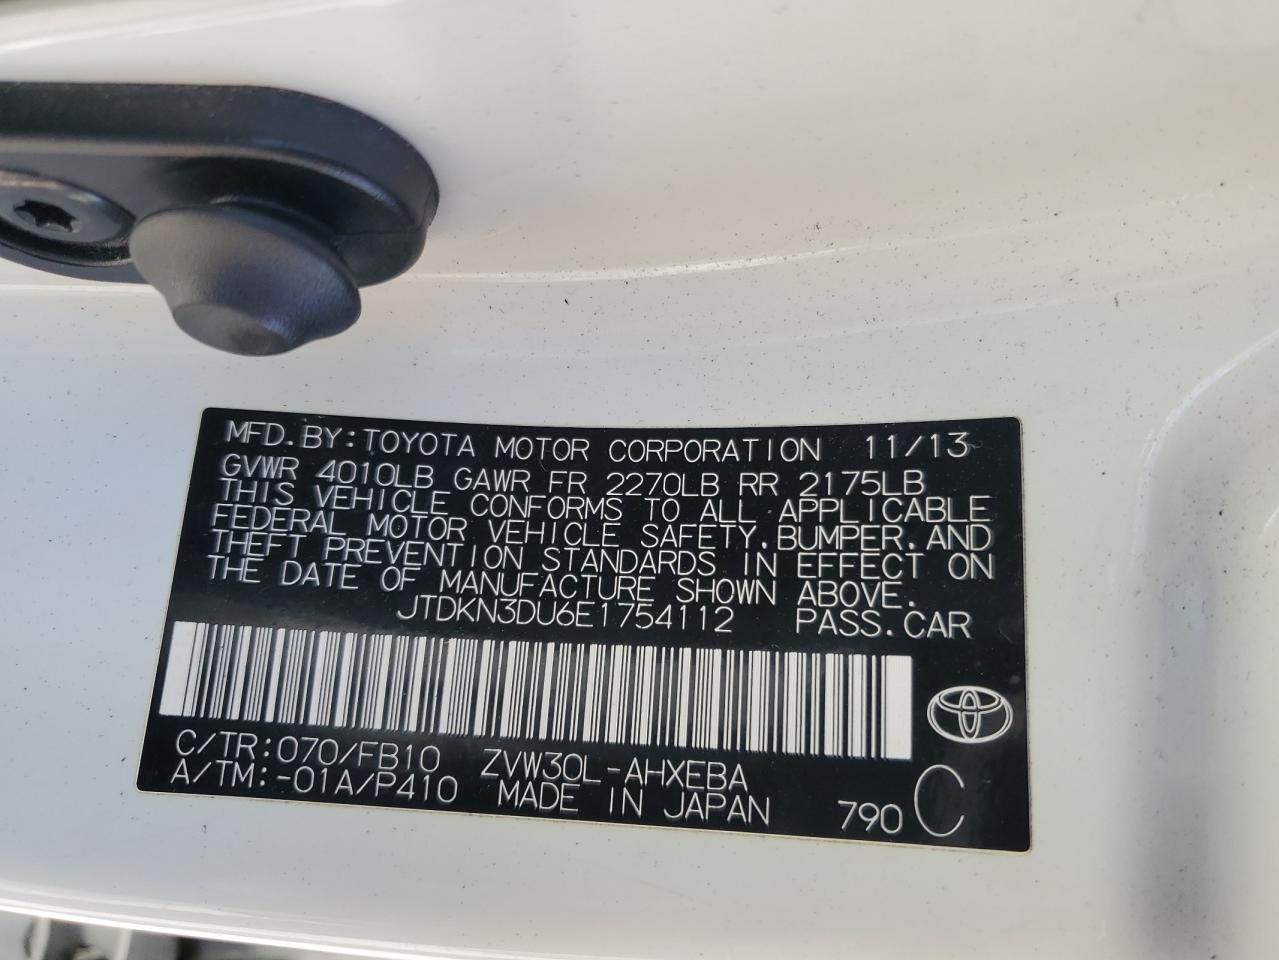 MFD.BY:TOYOTA MOTOR CORPORATION 11/13
GVWR 4010LB GAWR FR 2270LB RR 2175LB
THIS VEHICLE CONFORMS TO ALL APPLICABLE
FEDERAL MOTOR VEHICLE SAFETY,BUMPER,AND
THEFT PREVENTION STANDARDS IN EFFECT ON
THE DATE OF MANUFACTURE SHOWN ABOVE.
JTDKN3DU6E1754112 PASS.CAR
C/TR:070/FB10 ZVW30L-AHXEBA
A/TM:-01A/P410 MADE IN JAPAN 790 C